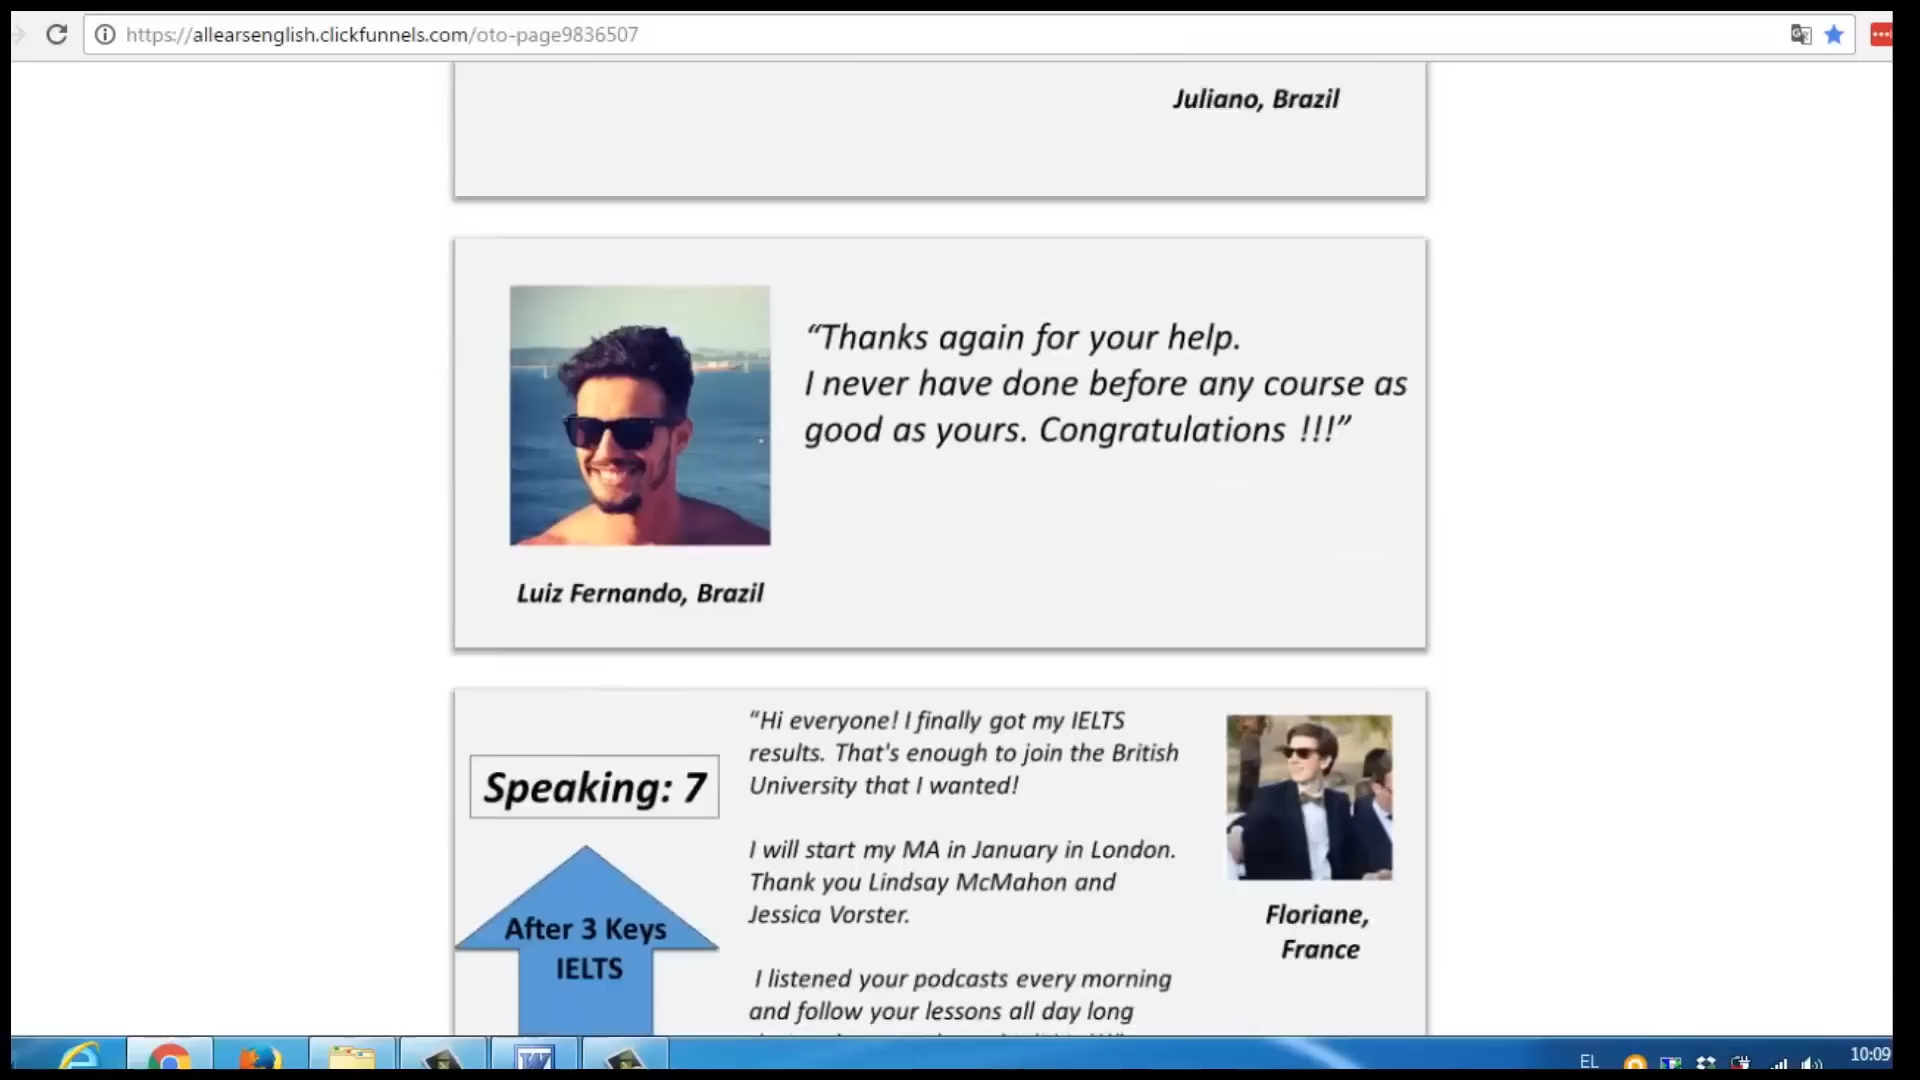 https://allearsenglish.clickfunnels.com/oto-page9836507
Juliano, Brazil
“Thanks again for your help.
I never have done before any course as
good as yours. Congratulations !!!”
Luiz Fernando, Brazil
Speaking: 7
After 3 Keys
IELTS
“Hi everyone! I finally got my IELTS
results. That's enough to join the British
University that I wanted!
I will start my MA in January in London.
Thank you Lindsay McMahon and
Jessica Vorster.
I listened your podcasts every morning
and follow your lessons all day long
Floriane,
France
EL
10:09